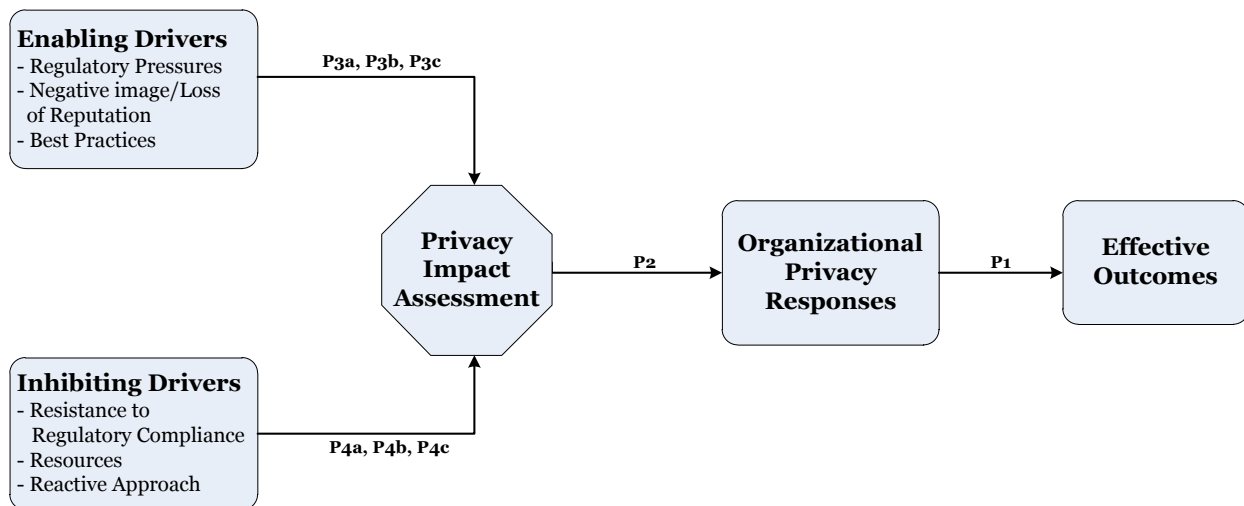 Enabling Drivers
- Regulatory Pressures
- Negative image/Loss
of Reputation
- Best Practices
P3a, P3b, P3c
Privacy
Impact
Assessment
P2
Organizational
Privacy
Responses
P1
Effective
Outcomes
Inhibiting Drivers
- Resistance to
Regulatory Compliance
- Resources
- Reactive Approach
P4a, P4b, P4c